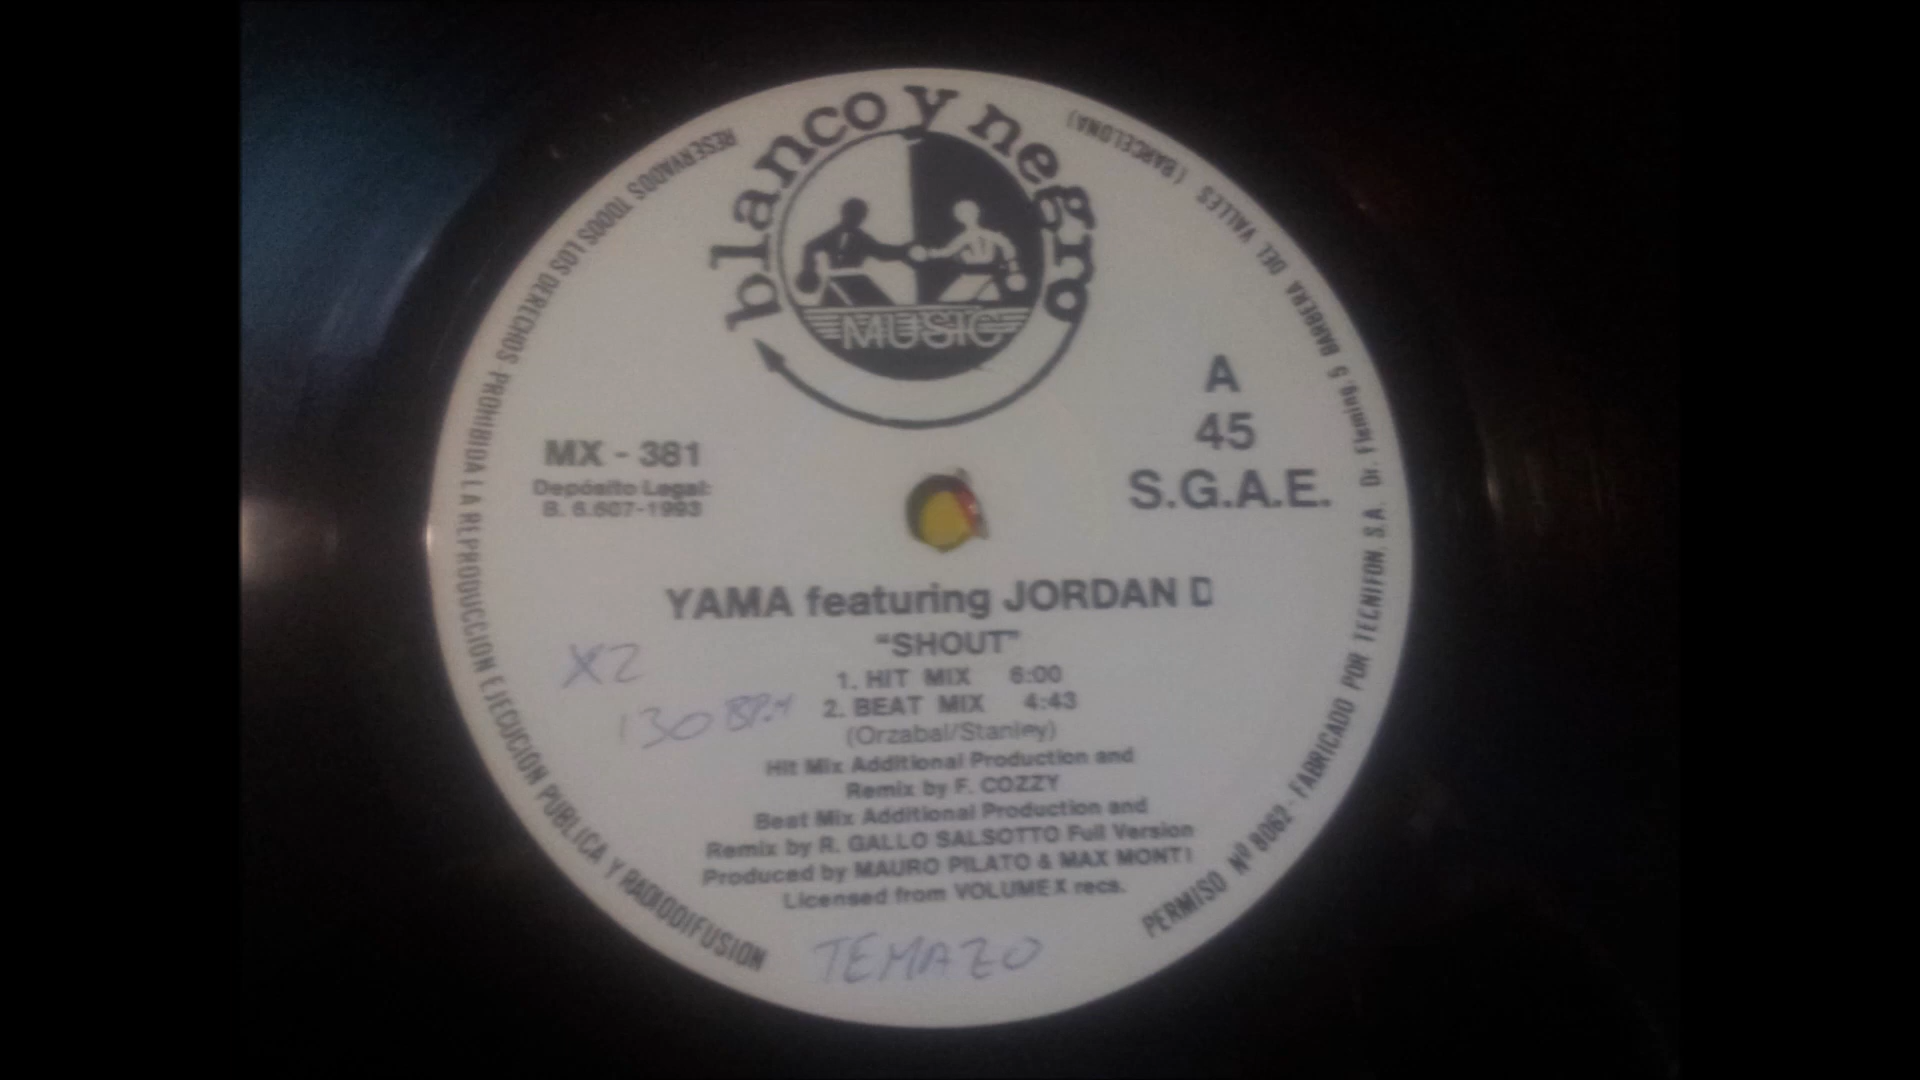 blanco y negro
MUSIC
A
45
S.G.A.E.
MX - 381
Depósito Legal:
B. 6.607-1993
YAMA featuring JORDAN D
"SHOUT"
1. HIT MIX 6:00
2. BEAT MIX 4:43
(Orzabal/Stanley)
Hit Mix Additional Production and
Remix by F. COZZY
Beat Mix Additional Production and
Remix by R. GALLO SALSOTTO Full Version
Produced by MAURO PILATO & MAX MONTI
Licensed from VOLUMEX recs.
X2
130 BPM
TEMAZO
RESERVADOS TODOS LOS DERECHOS PROHIBIDA LA REPRODUCCION EJECUCION PUBLICA Y RADIODIFUSION
PERMISO Nº 8062 - FABRICADO POR TECNIFON, S.A. Dr. Fleming, 5 BARBERA DEL VALLES (BARCELONA)